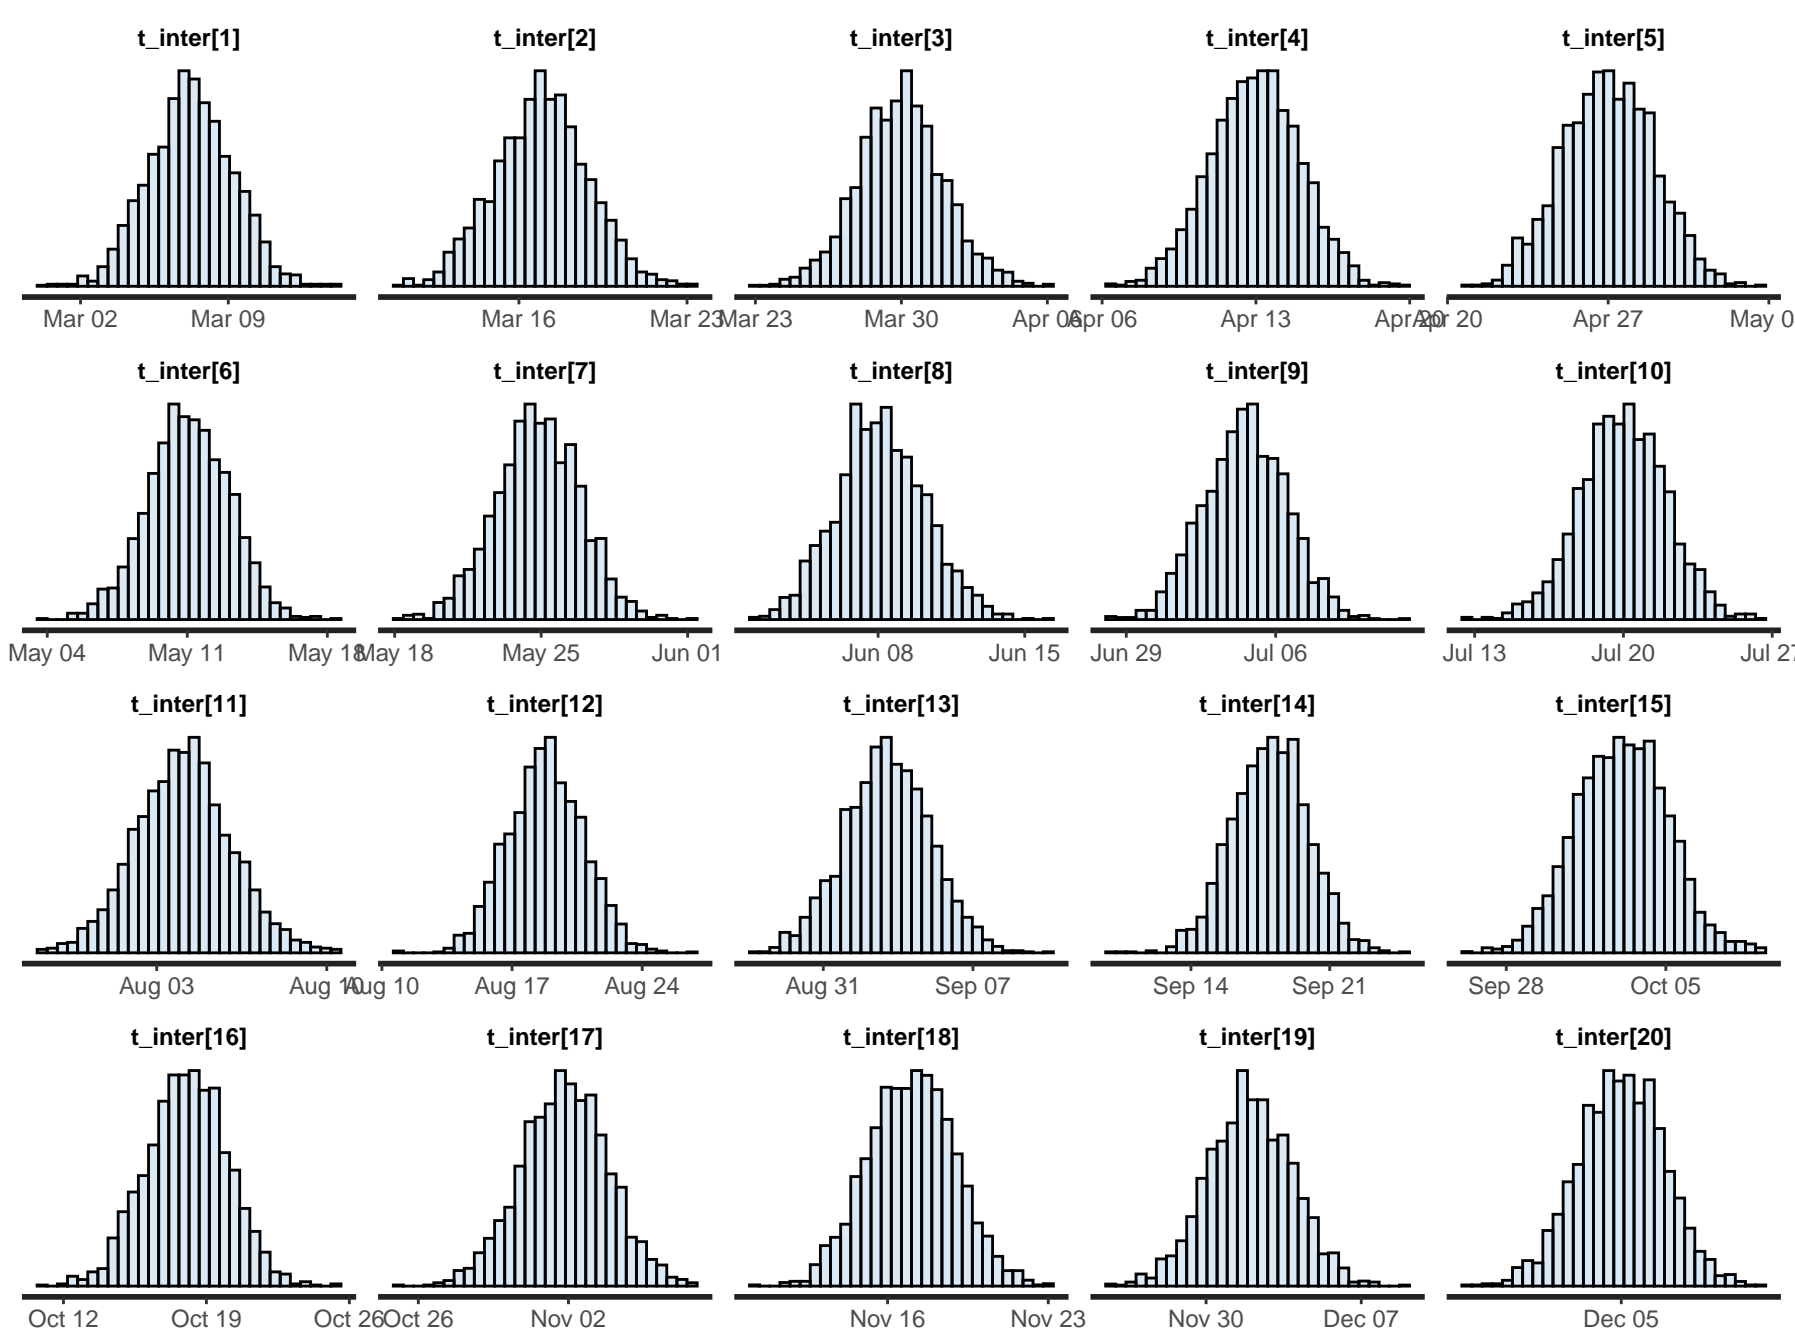 t_inter[1] t_inter[2] t_inter[3] t_inter[4] t_inter[5]
Mar 02 Mar 09 Mar 16 Mar 23 Mar 23 Mar 30 Apr 06 Apr 06 Apr 13 Apr 20 Apr 20 Apr 27 May 0
t_inter[6] t_inter[7] t_inter[8] t_inter[9] t_inter[10]
May 04 May 11 May 18 May 18 May 25 Jun 01 Jun 08 Jun 15 Jun 29 Jul 06 Jul 13 Jul 20 Jul 27
t_inter[11] t_inter[12] t_inter[13] t_inter[14] t_inter[15]
Aug 03 Aug 10 Aug 10 Aug 17 Aug 24 Aug 31 Sep 07 Sep 14 Sep 21 Sep 28 Oct 05
t_inter[16] t_inter[17] t_inter[18] t_inter[19] t_inter[20]
Oct 12 Oct 19 Oct 26 Oct 26 Nov 02 Nov 16 Nov 23 Nov 30 Dec 07 Dec 05